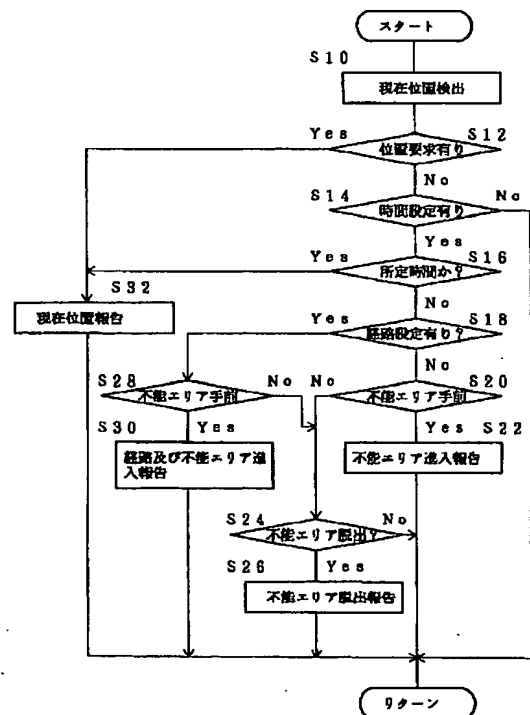 スタート
S10
現在位置検出
Yes
S12
位置要求有り
No
S14
No
時間設定有り
Yes
Yes
S16
所定時間か?
S32
No
現在位置報告
Yes
S18
経路設定有り?
No
S28
No
No
S20
不能エリア手前
不能エリア手前
S30
Yes
Yes
S22
経路及び不能エリア進
入報告
不能エリア進入報告
S24
No
不能エリア脱出?
S26
Yes
不能エリア脱出報告
リターン